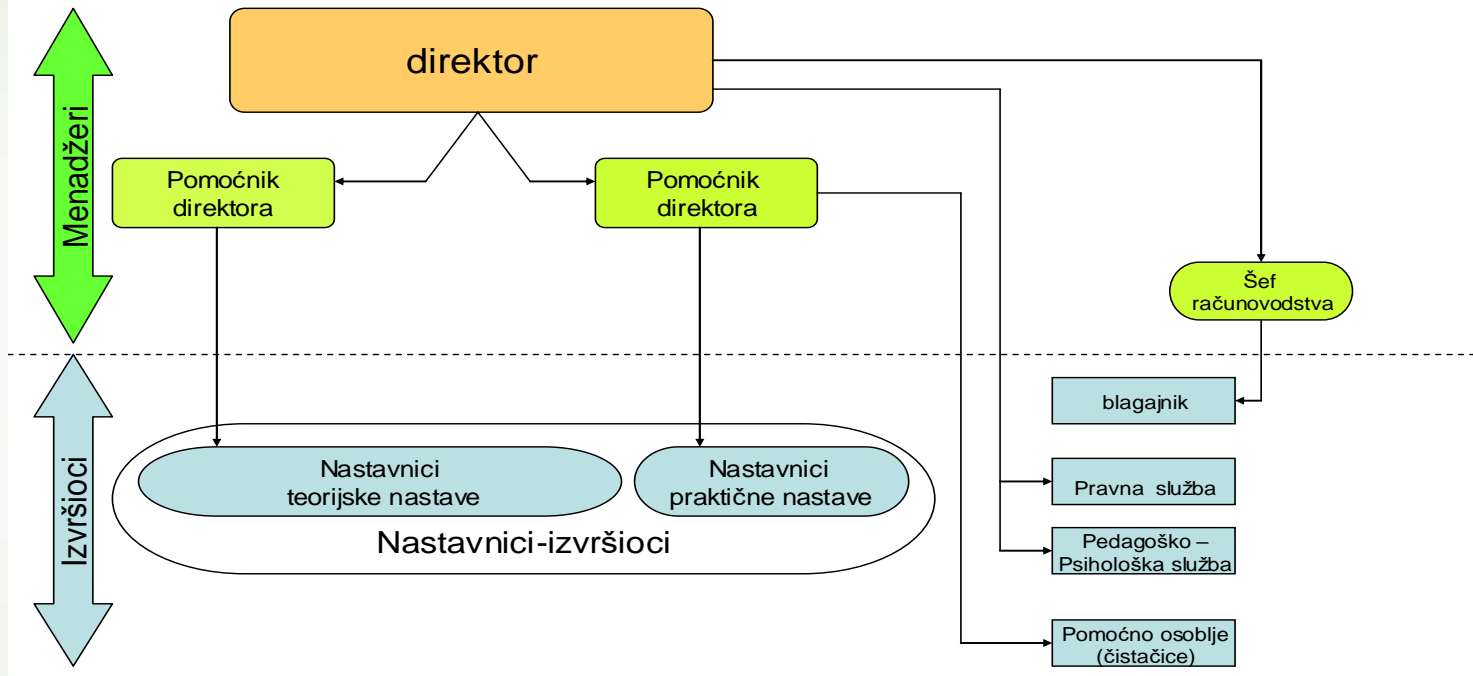 direktor
Menadžeri
Pomoćnik
direktora
Pomoćnik
direktora
Šef
računovodstva
Izvršioci
blagajnik
Nastavnici
teorijske nastave
Nastavnici
praktične nastave
Nastavnici-izvršioci
Pravna služba
Pedagoško –
Psihološka služba
Pomoćno osoblje
(čistačice)